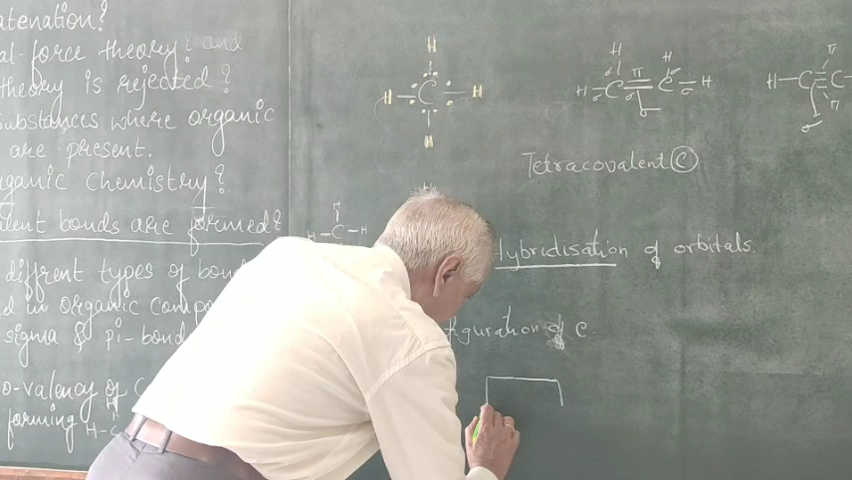 atenation?
al-force theory? and
theory is rejected?
Substances where organic
are present.
rganic Chemistry?
alent bonds are formed?
diffrent types of bon
d in organic compo
sigma & pi-bond
o-valency of C
forming H-C
H
H C H
H
H
H-C-H
H H
H C C H
π
σ σ σ
π
H-C C
π
σ
Tetracovalent C
Hybridisation of orbitals.
figuration of C.